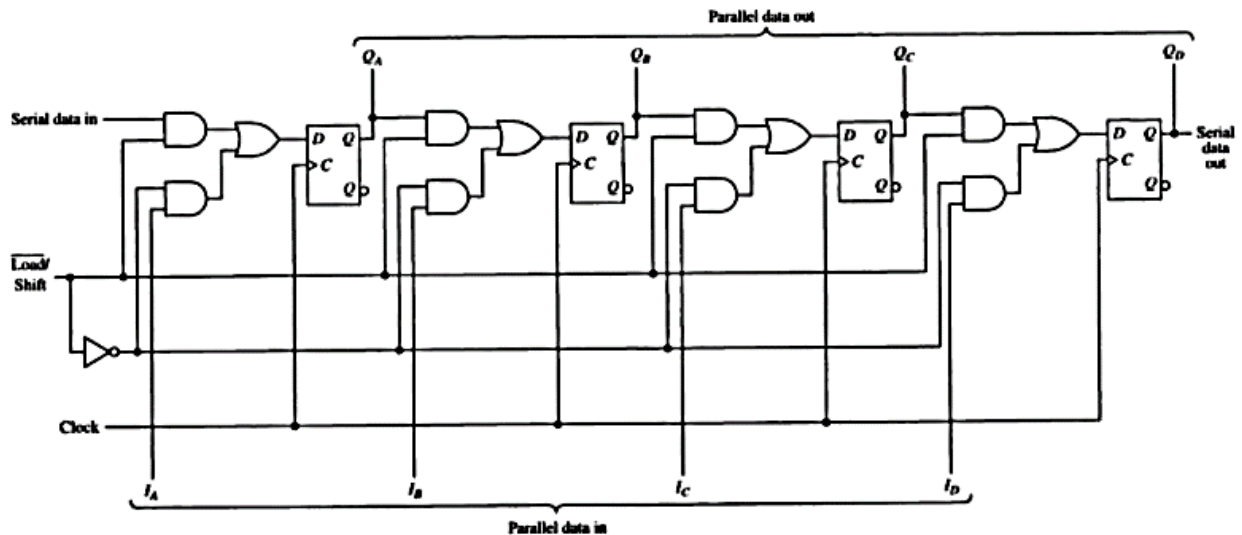 Parallel data out
Q_A Q_B Q_C Q_D
Serial data in
D Q D Q D Q D Q
Serial
data
out
C C C C
Q Q Q Q
Load/
Shift
Clock
I_A I_B I_C I_D
Parallel data in